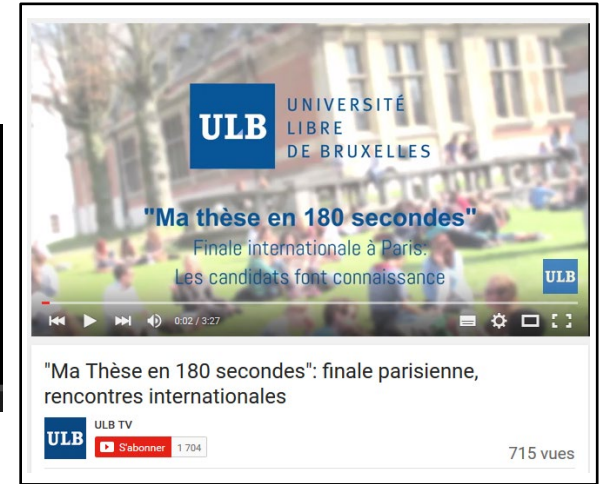 ULB
UNIVERSITÉ
LIBRE
DE BRUXELLES
"Ma thèse en 180 secondes"
Finale internationale à Paris:
Les candidats font connaissance
ULB
0:02 / 3:27
"Ma Thèse en 180 secondes": finale parisienne,
rencontres internationales
ULB
ULB TV
S'abonner 1 704
715 vues